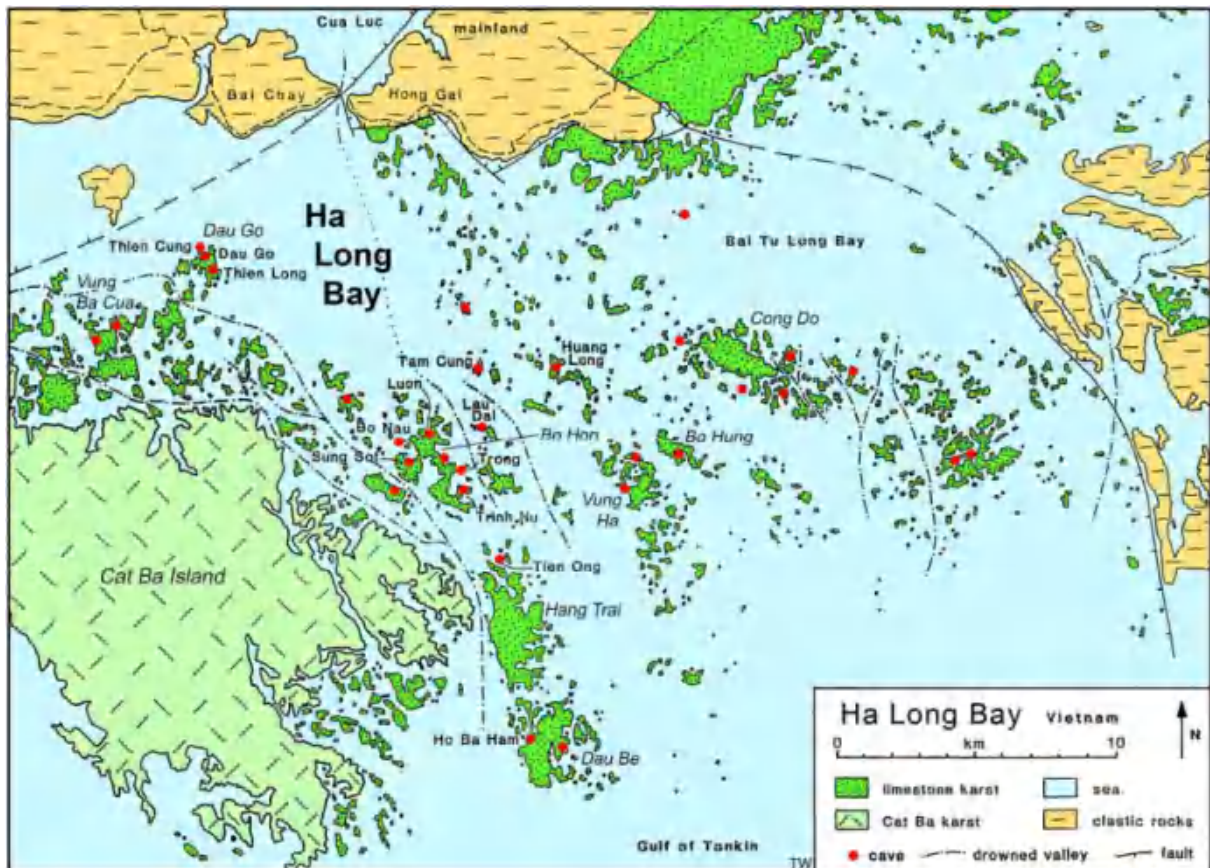 Cua Luc
mainland
Bai Chay
Hong Gai
Ha
Long
Bay
Dau Go
Thien Cung
Dau Go
Thien Long
Bai Tu Long Bay
Vung
Ba Cua
Cong Do
Huang
Long
Tam Cung
Luon
Lau
Dai
Bo Nau
Bo Hon
Bo Hung
Sung Sot
Trong
Vung
Ha
Trinh Nu
Tien Ong
Cat Ba Island
Hang Trai
Ho Ba Ham
Dau Be
Gulf of Tonkin
TW
Ha Long Bay Vietnam
0 km 10
N
limestone karst
sea
Cat Ba karst
clastic rocks
cave
drowned valley
fault